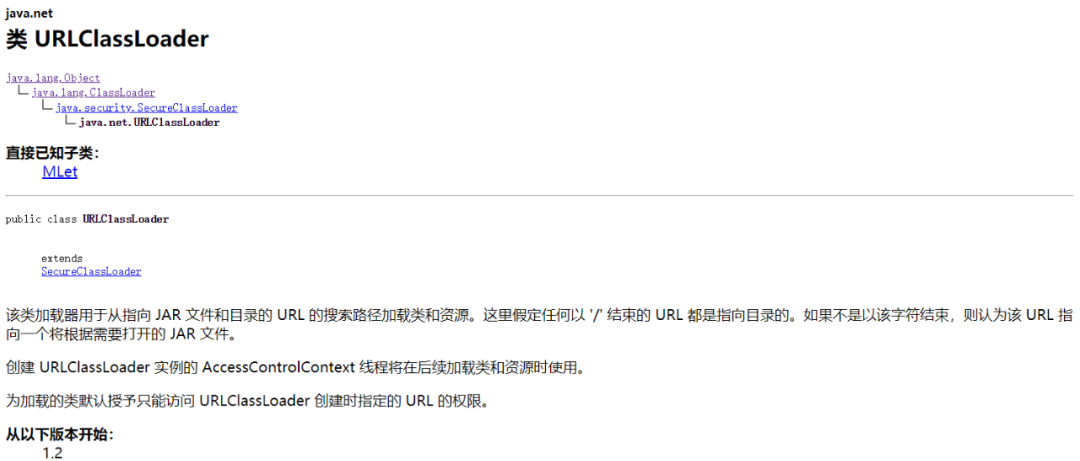 java.net
类 URLClassLoader
java.lang.Object
java.lang.ClassLoader
java.security.SecureClassLoader
java.net.URLClassLoader
直接已知子类：
MLet
public class URLClassLoader
extends
SecureClassLoader
该类加载器用于从指向 JAR 文件和目录的 URL 的搜索路径加载类和资源。这里假定任何以 '/' 结束的 URL 都是指向目录的。如果不是以该字符结束，则认为该 URL 指
向一个将根据需要打开的 JAR 文件。
创建 URLClassLoader 实例的 AccessControlContext 线程将在后续加载类和资源时使用。
为加载的类默认授予只能访问 URLClassLoader 创建时指定的 URL 的权限。
从以下版本开始：
1.2